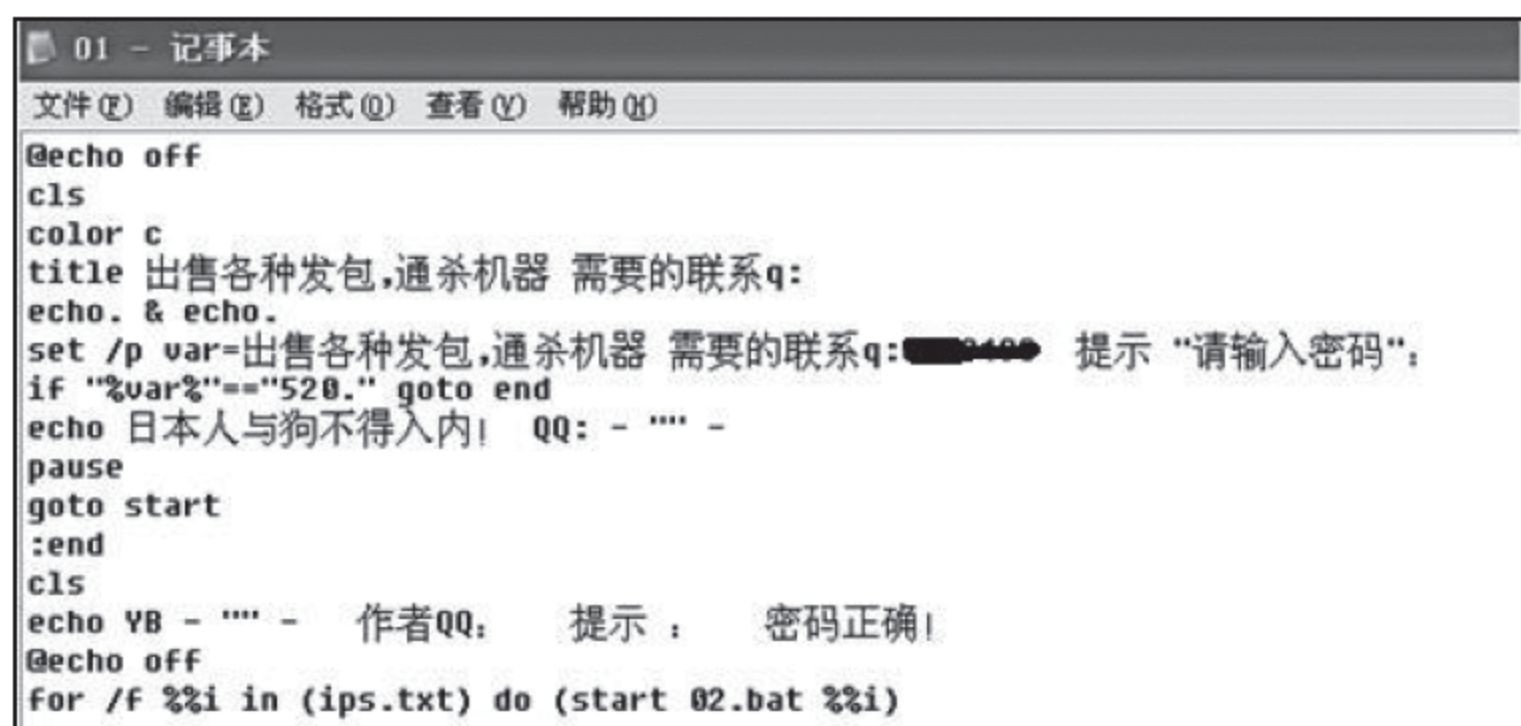 01 - 记事本
文件(F) 编辑(E) 格式(O) 查看(V) 帮助(H)
@echo off
cls
color c
title 出售各种发包,通杀机器 需要的联系q:
echo. & echo.
set /p var=出售各种发包,通杀机器 需要的联系q: 提示 "请输入密码":
if "%var%"=="520." goto end
echo 日本人与狗不得入内! QQ: - "" -
pause
goto start
:end
cls
echo YB - "" - 作者QQ: 提示 : 密码正确!
@echo off
for /f %%i in (ips.txt) do (start 02.bat %%i)